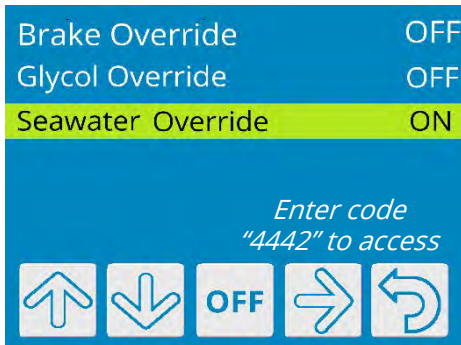 Brake Override OFF
Glycol Override OFF
Seawater Override ON
Enter code
“4442” to access
OFF